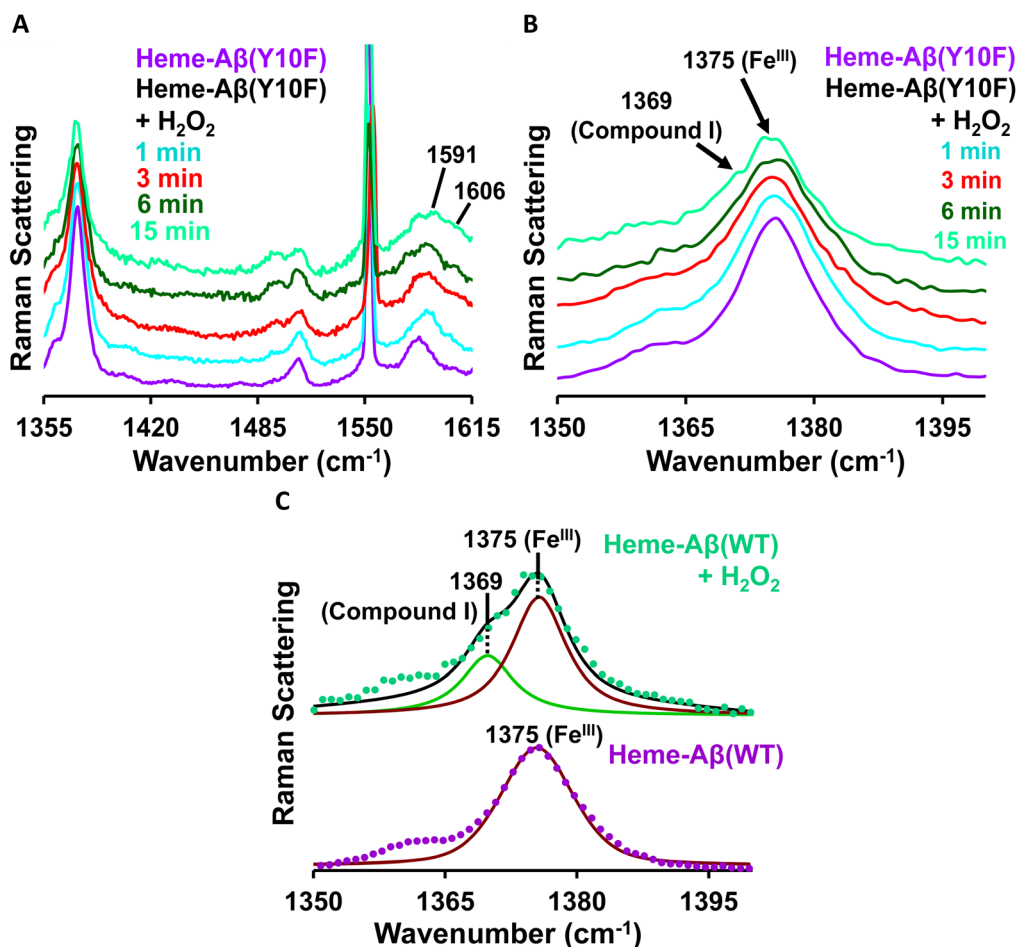 A
Heme-Aβ(Y10F)
Heme-Aβ(Y10F)
+ H₂O₂
1 min
3 min
6 min
15 min
1591
1606
Raman Scattering
1355 1420 1485 1550 1615
Wavenumber (cm⁻¹)
B
1375 (Feᴵᴵᴵ)
1369
(Compound I)
Heme-Aβ(Y10F)
Heme-Aβ(Y10F)
+ H₂O₂
1 min
3 min
6 min
15 min
Raman Scattering
1350 1365 1380 1395
Wavenumber (cm⁻¹)
C
1375 (Feᴵᴵᴵ)
1369
(Compound I)
Heme-Aβ(WT)
+ H₂O₂
1375 (Feᴵᴵᴵ)
Heme-Aβ(WT)
Raman Scattering
1350 1365 1380 1395
Wavenumber (cm⁻¹)